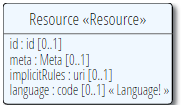 Resource «Resource»
id : id [0..1]
meta : Meta [0..1]
implicitRules : uri [0..1]
language : code [0..1] « Language! »